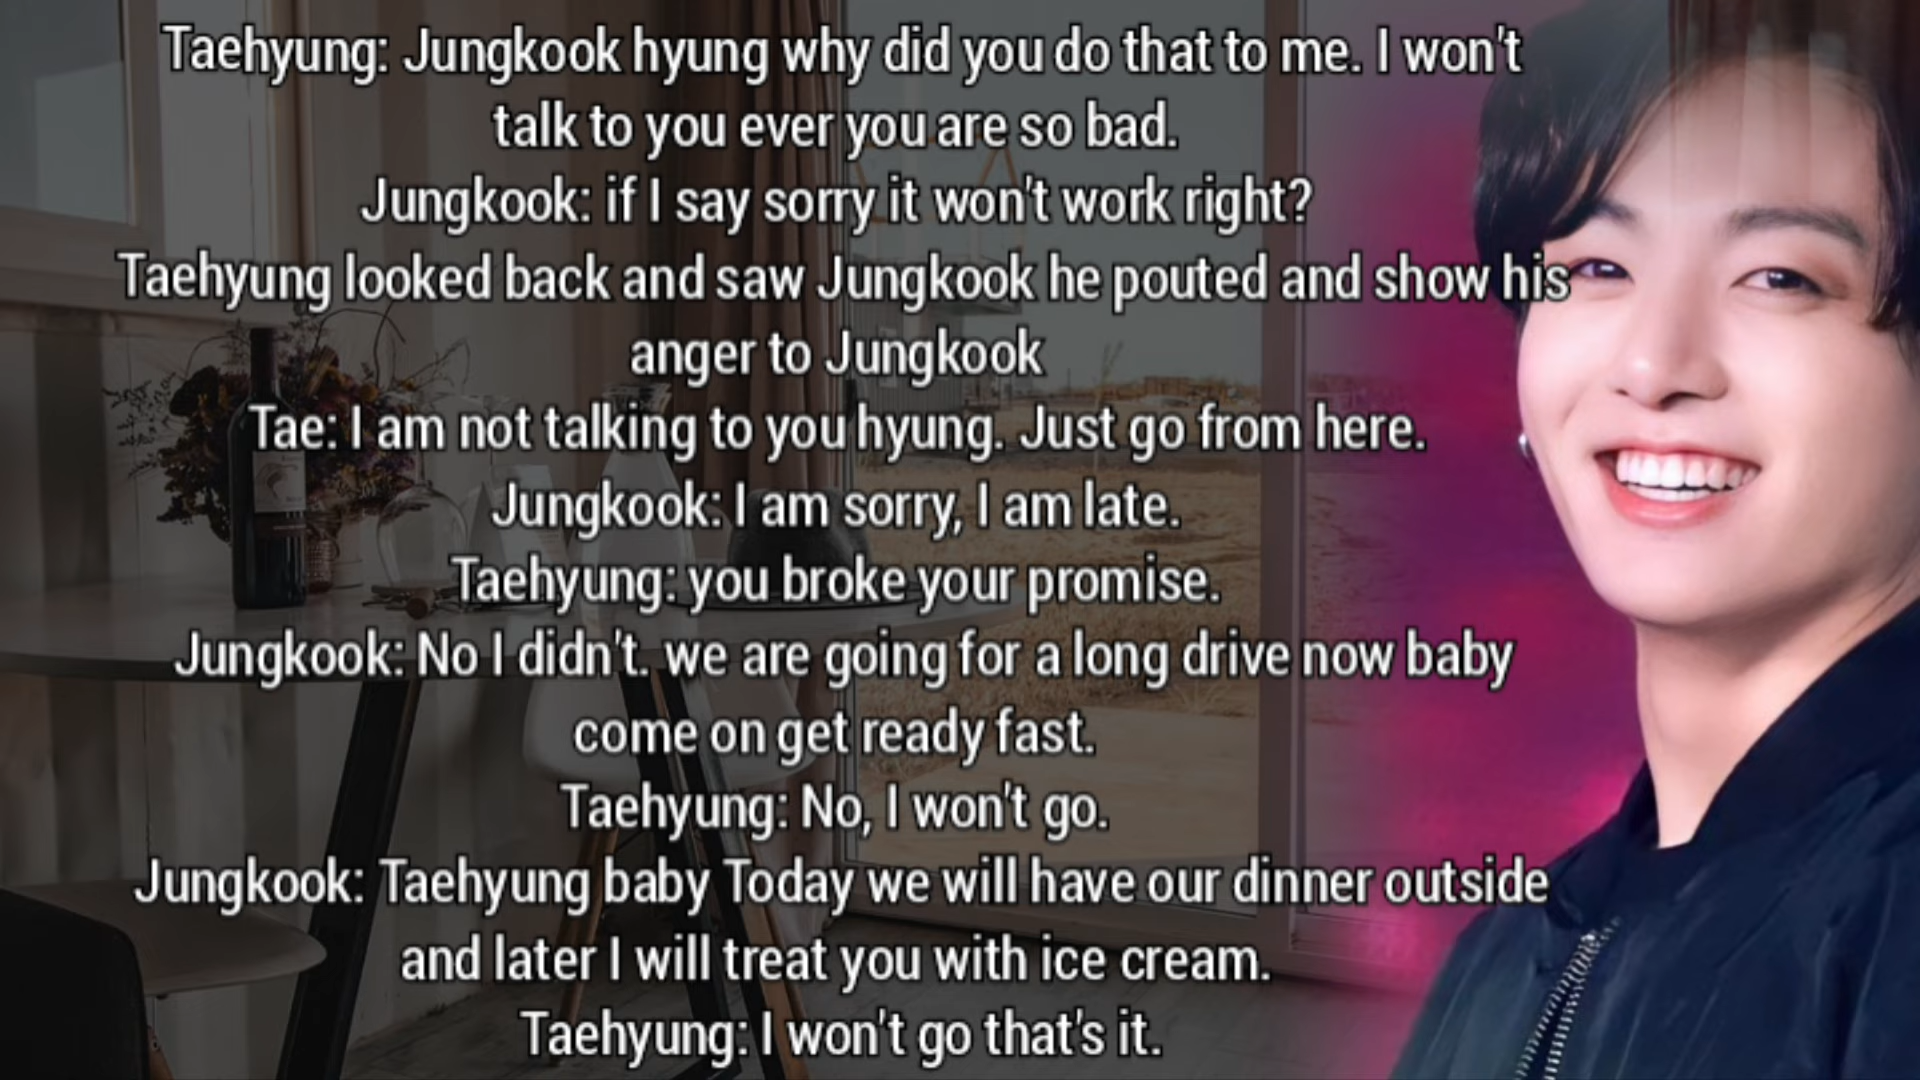 Taehyung: Jungkook hyung why did you do that to me. I won't
talk to you ever you are so bad.
Jungkook: if I say sorry it won't work right?
Taehyung looked back and saw Jungkook he pouted and show his
anger to Jungkook
Tae: I am not talking to you hyung. Just go from here.
Jungkook: I am sorry, I am late.
Taehyung: you broke your promise.
Jungkook: No I didn't. we are going for a long drive now baby
come on get ready fast.
Taehyung: No, I won't go.
Jungkook: Taehyung baby Today we will have our dinner outside
and later I will treat you with ice cream.
Taehyung: I won't go that's it.